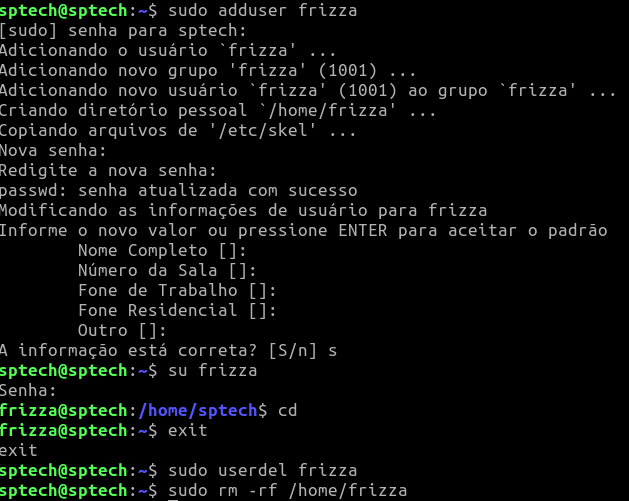 sptech@sptech:~$ sudo adduser frizza
[sudo] senha para sptech:
Adicionando o usuário `frizza' ...
Adicionando novo grupo 'frizza' (1001) ...
Adicionando novo usuário `frizza' (1001) ao grupo `frizza' ...
Criando diretório pessoal `/home/frizza' ...
Copiando arquivos de '/etc/skel' ...
Nova senha:
Redigite a nova senha:
passwd: senha atualizada com sucesso
Modificando as informações de usuário para frizza
Informe o novo valor ou pressione ENTER para aceitar o padrão
Nome Completo []:
Número da Sala []:
Fone de Trabalho []:
Fone Residencial []:
Outro []:
A informação está correta? [S/n] s
sptech@sptech:~$ su frizza
Senha:
frizza@sptech:/home/sptech$ cd
frizza@sptech:~$ exit
exit
sptech@sptech:~$ sudo userdel frizza
sptech@sptech:~$ sudo rm -rf /home/frizza